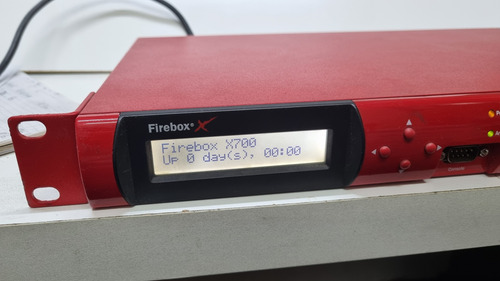 Firebox® X
Firebox X700
Up 0 day(s), 00:00